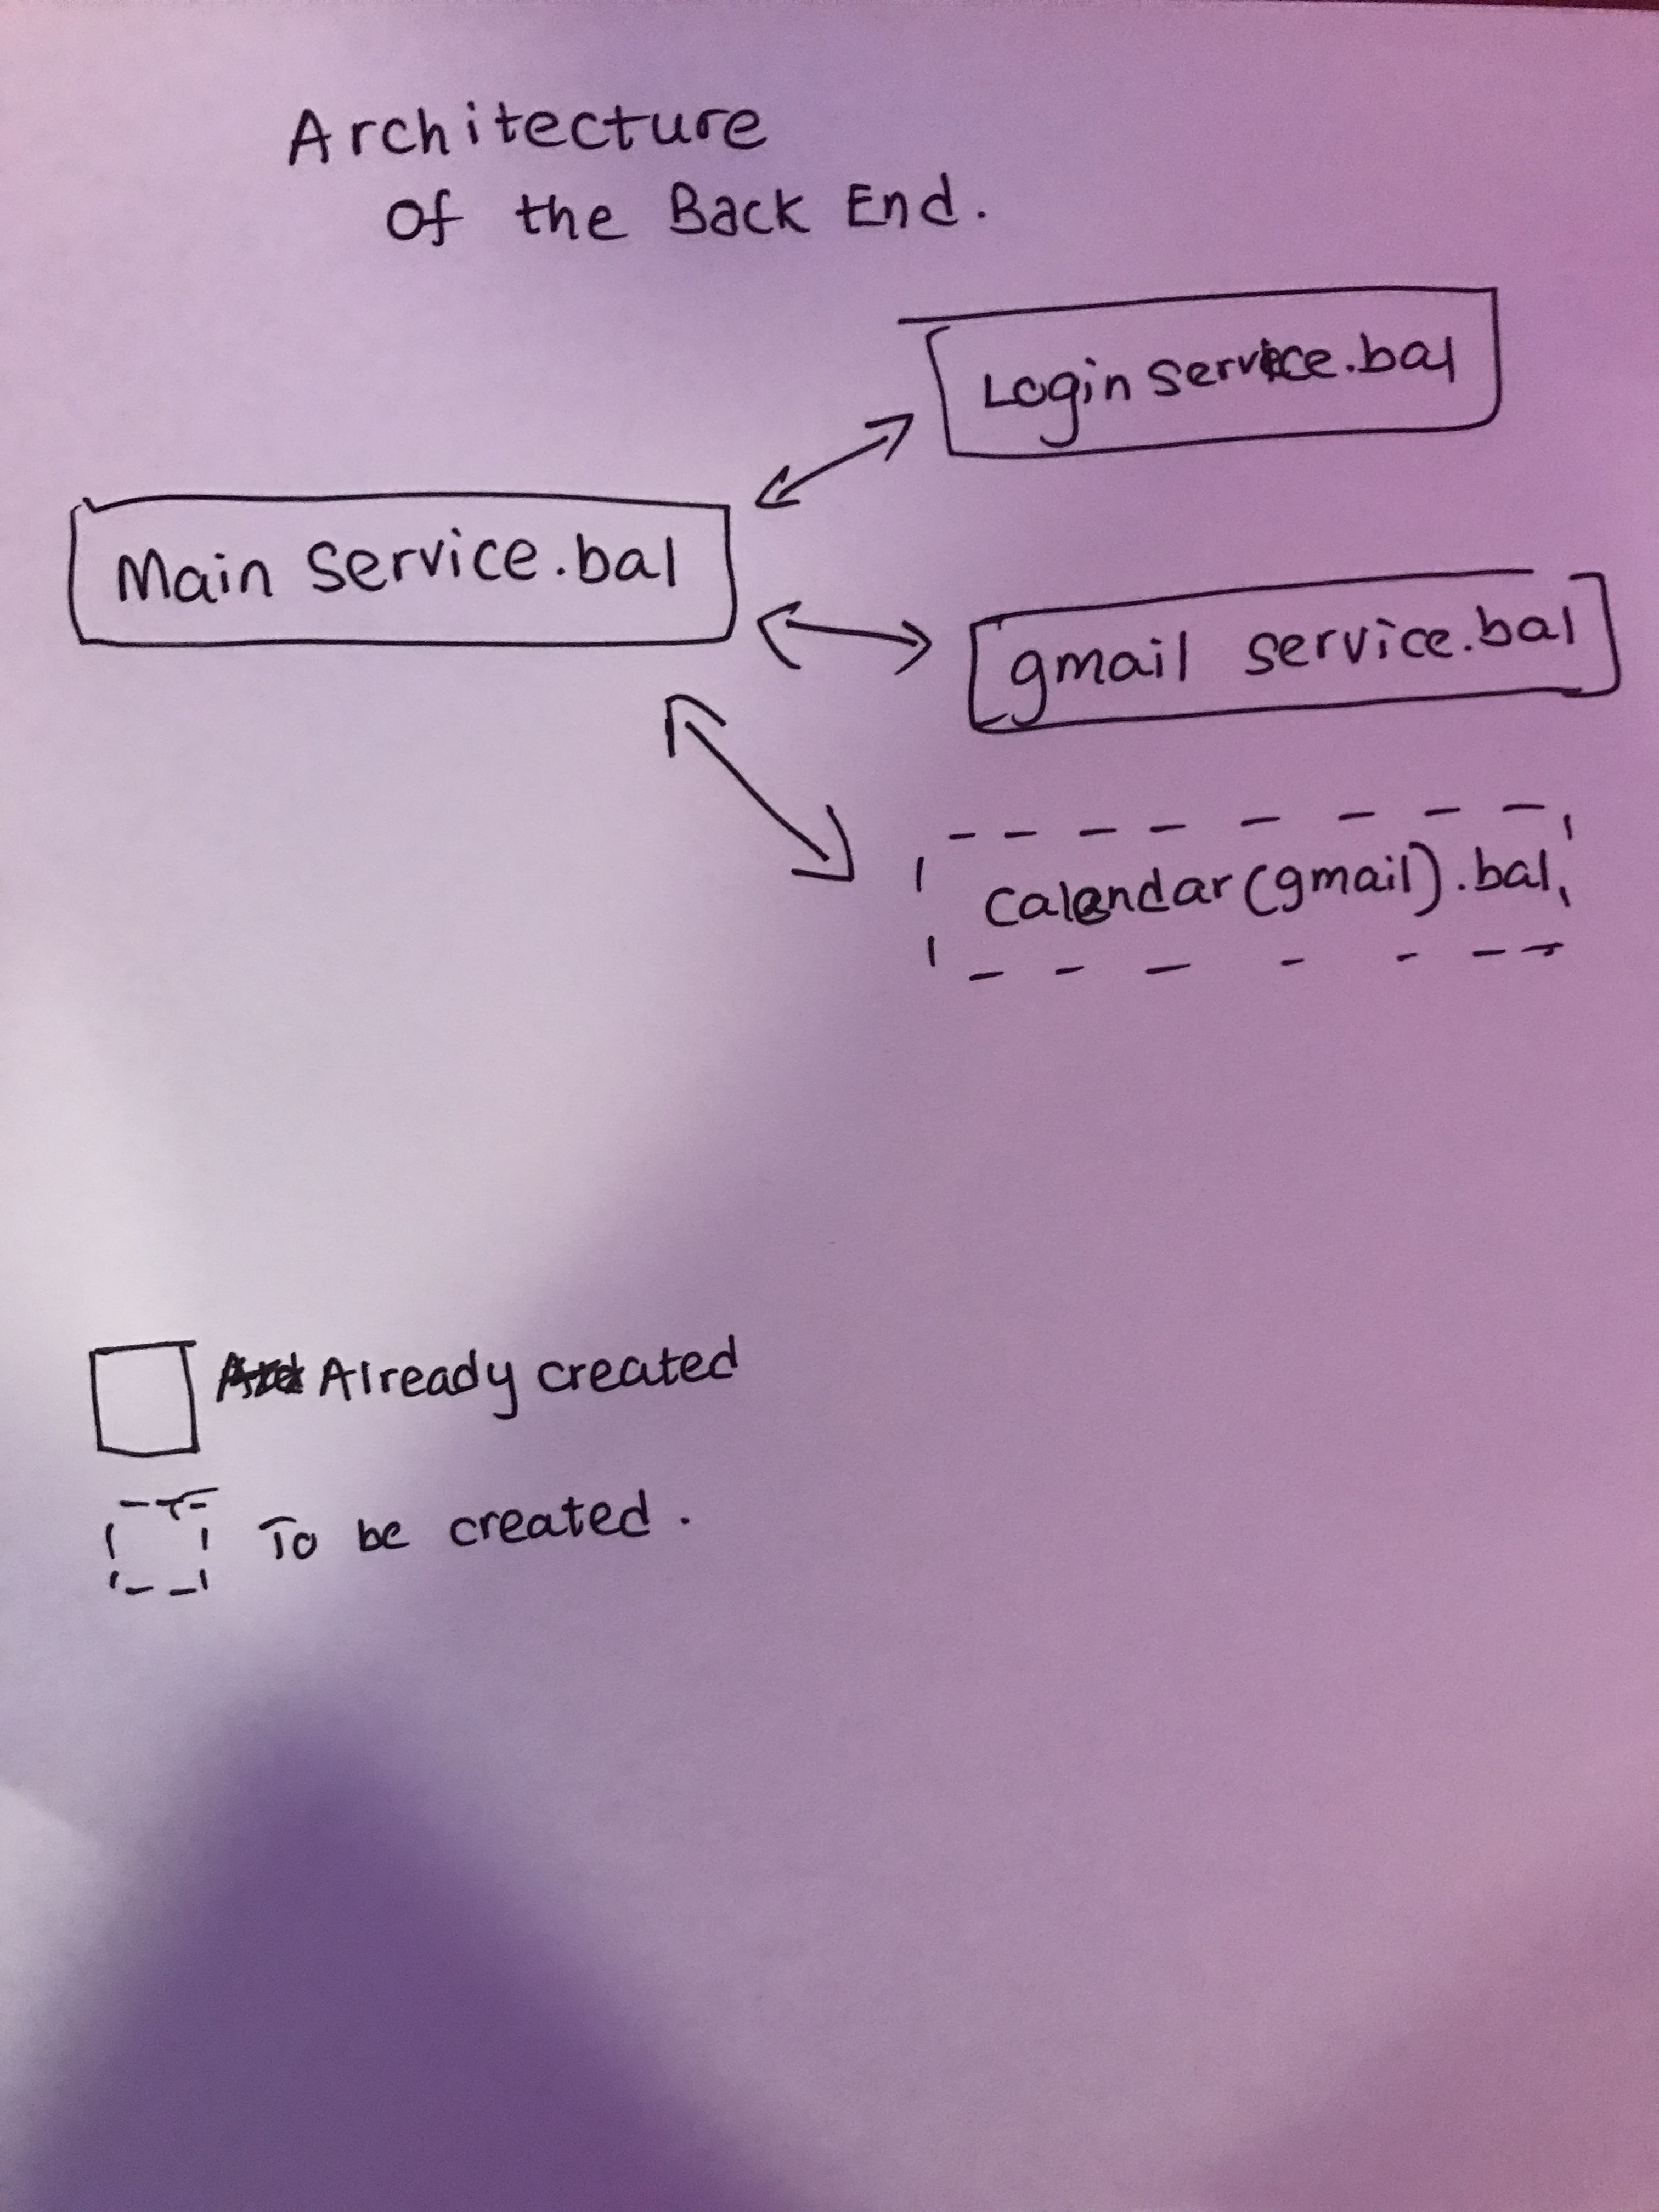 Architecture
Of the Back End.
Login service.bal
Main service.bal
gmail service.bal
calendar(gmail).bal
Already created
To be created.